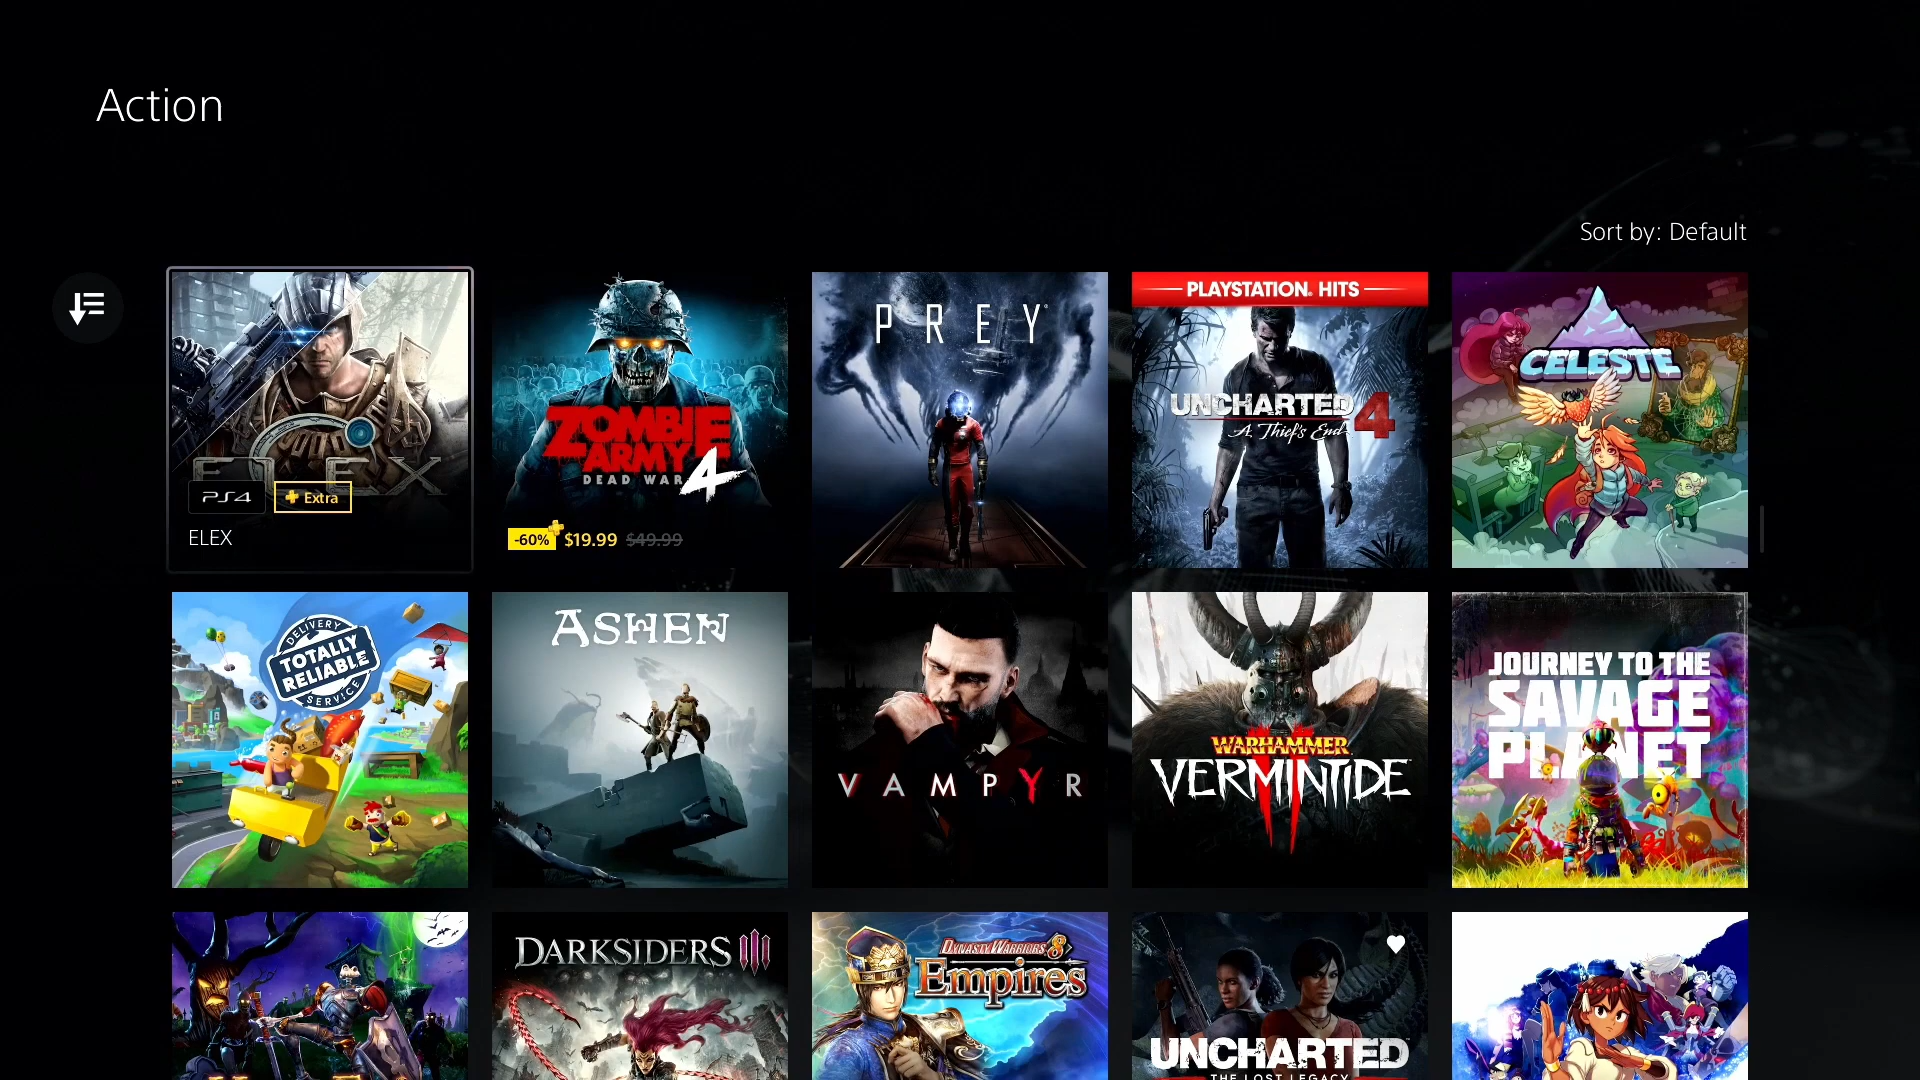 Action
Sort by: Default
ELEX
PS4
Extra
ELEX
ZOMBIE
ARMY 4
DEAD WAR
-60% $19.99 $49.99
PREY
PLAYSTATION HITS
UNCHARTED 4
A Thief's End
CELESTE
DELIVERY
TOTALLY
RELIABLE
SERVICE
ASHEN
VAMPYR
WARHAMMER
VERMINTIDE
II
JOURNEY TO THE
SAVAGE
PLANET
DARKSIDERS III
DYNASTY WARRIORS 8
Empires
UNCHARTED
THE LOST LEGACY